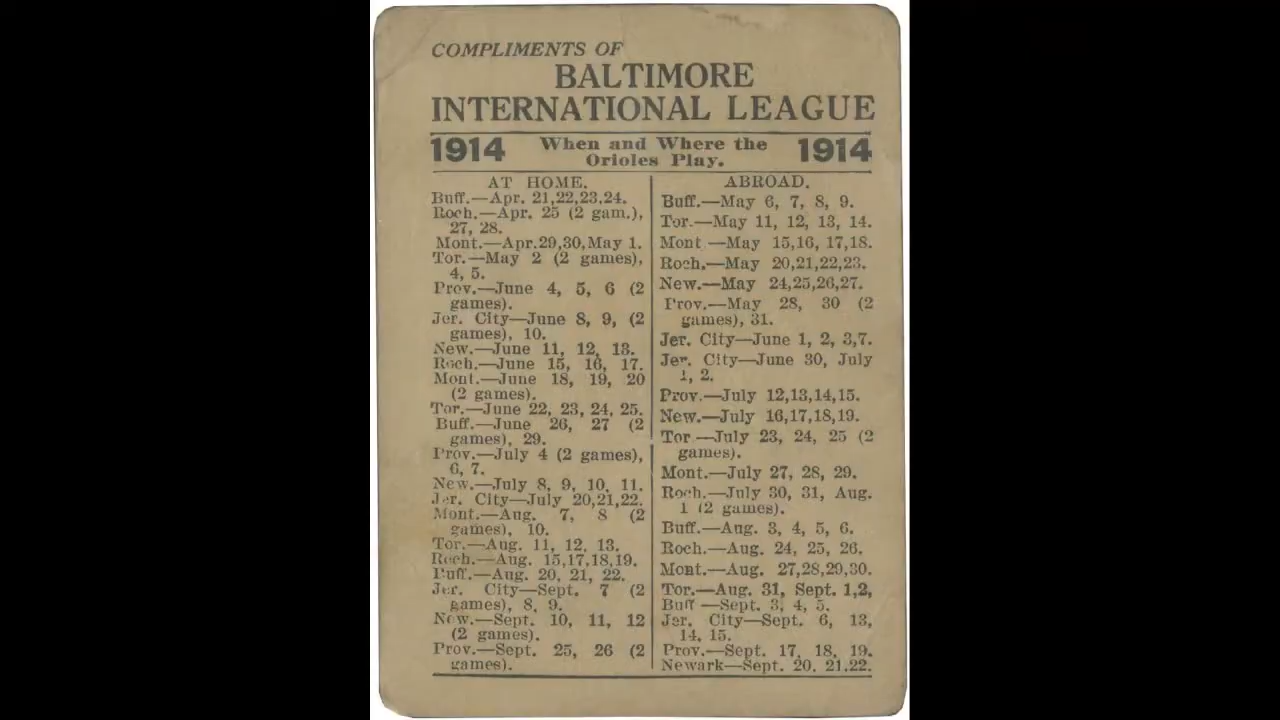 COMPLIMENTS OF
BALTIMORE
INTERNATIONAL LEAGUE
1914 When and Where the Orioles Play. 1914
AT HOME.
Buff.—Apr. 21,22,23,24.
Roch.—Apr. 25 (2 gam.),
27, 28.
Mont.—Apr.29,30,May 1.
Tor.—May 2 (2 games),
4, 5.
Prov.—June 4, 5, 6 (2
games).
Jer. City—June 8, 9, (2
games), 10.
New.—June 11, 12, 13.
Roch.—June 15, 16, 17.
Mont.—June 18, 19, 20
(2 games).
Tor.—June 22, 23, 24, 25.
Buff.—June 26, 27 (2
games), 29.
Prov.—July 4 (2 games),
6, 7.
New.—July 8, 9, 10, 11.
Jer. City—July 20,21,22.
Mont.—Aug. 7, 8 (2
games), 10.
Tor.—Aug. 11, 12, 13.
Roch.—Aug. 15,17,18,19.
Buff.—Aug. 20, 21, 22.
Jer. City—Sept. 7 (2
games), 8, 9.
New.—Sept. 10, 11, 12
(2 games).
Prov.—Sept. 25, 26 (2
games).
ABROAD.
Buff.—May 6, 7, 8, 9.
Tor.—May 11, 12, 13, 14.
Mont —May 15,16, 17,18.
Roch.—May 20,21,22,23.
New.—May 24,25,26,27.
Prov.—May 28, 30 (2
games), 31.
Jer. City—June 1, 2, 3,7.
Jer. City—June 30, July
1, 2.
Prov.—July 12,13,14,15.
New.—July 16,17,18,19.
Tor —July 23, 24, 25 (2
games).
Mont.—July 27, 28, 29.
Roch.—July 30, 31, Aug.
1 (2 games).
Buff.—Aug. 3, 4, 5, 6.
Roch.—Aug. 24, 25, 26.
Mont.—Aug. 27,28,29,30.
Tor.—Aug. 31, Sept. 1,2,
Buff —Sept. 3, 4, 5.
Jer. City—Sept. 6, 13,
14, 15.
Prov.—Sept. 17, 18, 19.
Newark—Sept. 20, 21,22.